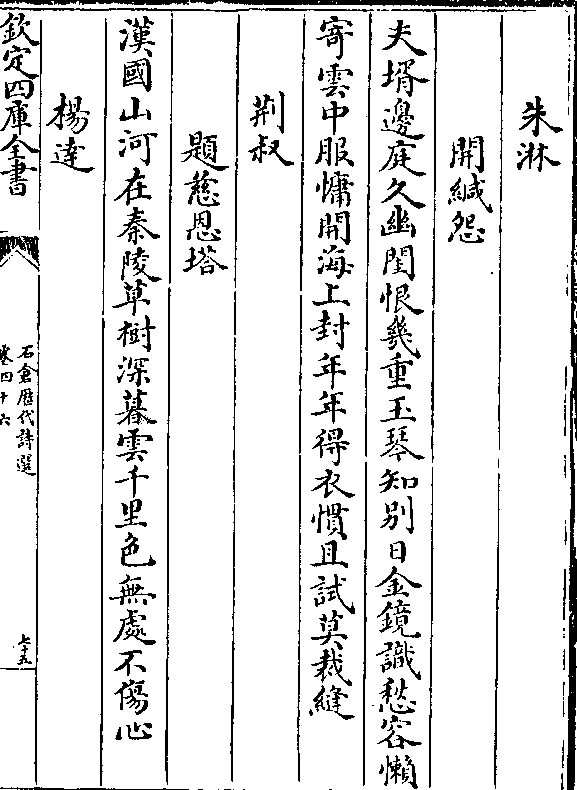 朱淋
開緘怨
夫壻邊庭久幽閨恨幾重玉琴知別日金鏡識愁容懶
寄雲中服慵開海上封年年得衣慣且試莫裁縫
荆叔
題慈恩塔
漢國山河在秦陵草樹深暮雲千里色無處不傷心
楊達
欽定四庫全書
石倉歴代詩選
卷四十六
七十五